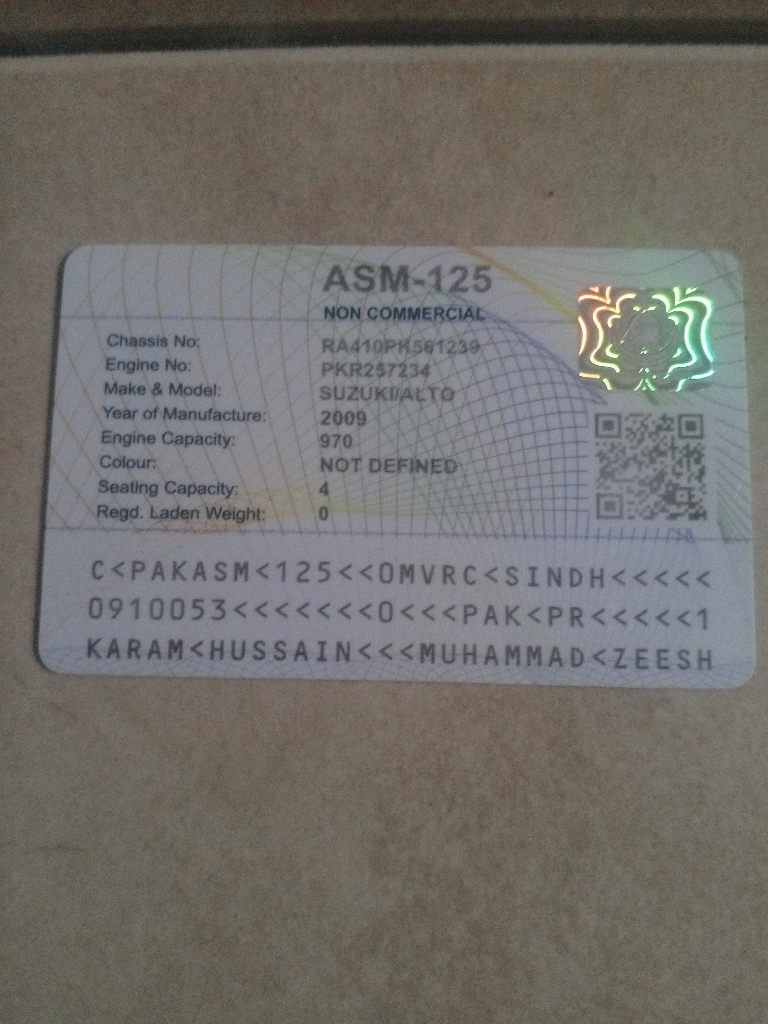 ASM-125
NON COMMERCIAL
Chassis No: RA410PK561239
Engine No: PKR257234
Make & Model: SUZUKI/ALTO
Year of Manufacture: 2009
Engine Capacity: 970
Colour: NOT DEFINED
Seating Capacity: 4
Regd. Laden Weight: 0
C<PAKASM<125<<0MVRC<SINDH<<<<<
0910053<<<<<<<0<<<PAK<PR<<<<<1
KARAM<HUSSAIN<<<MUHAMMAD<ZEESH